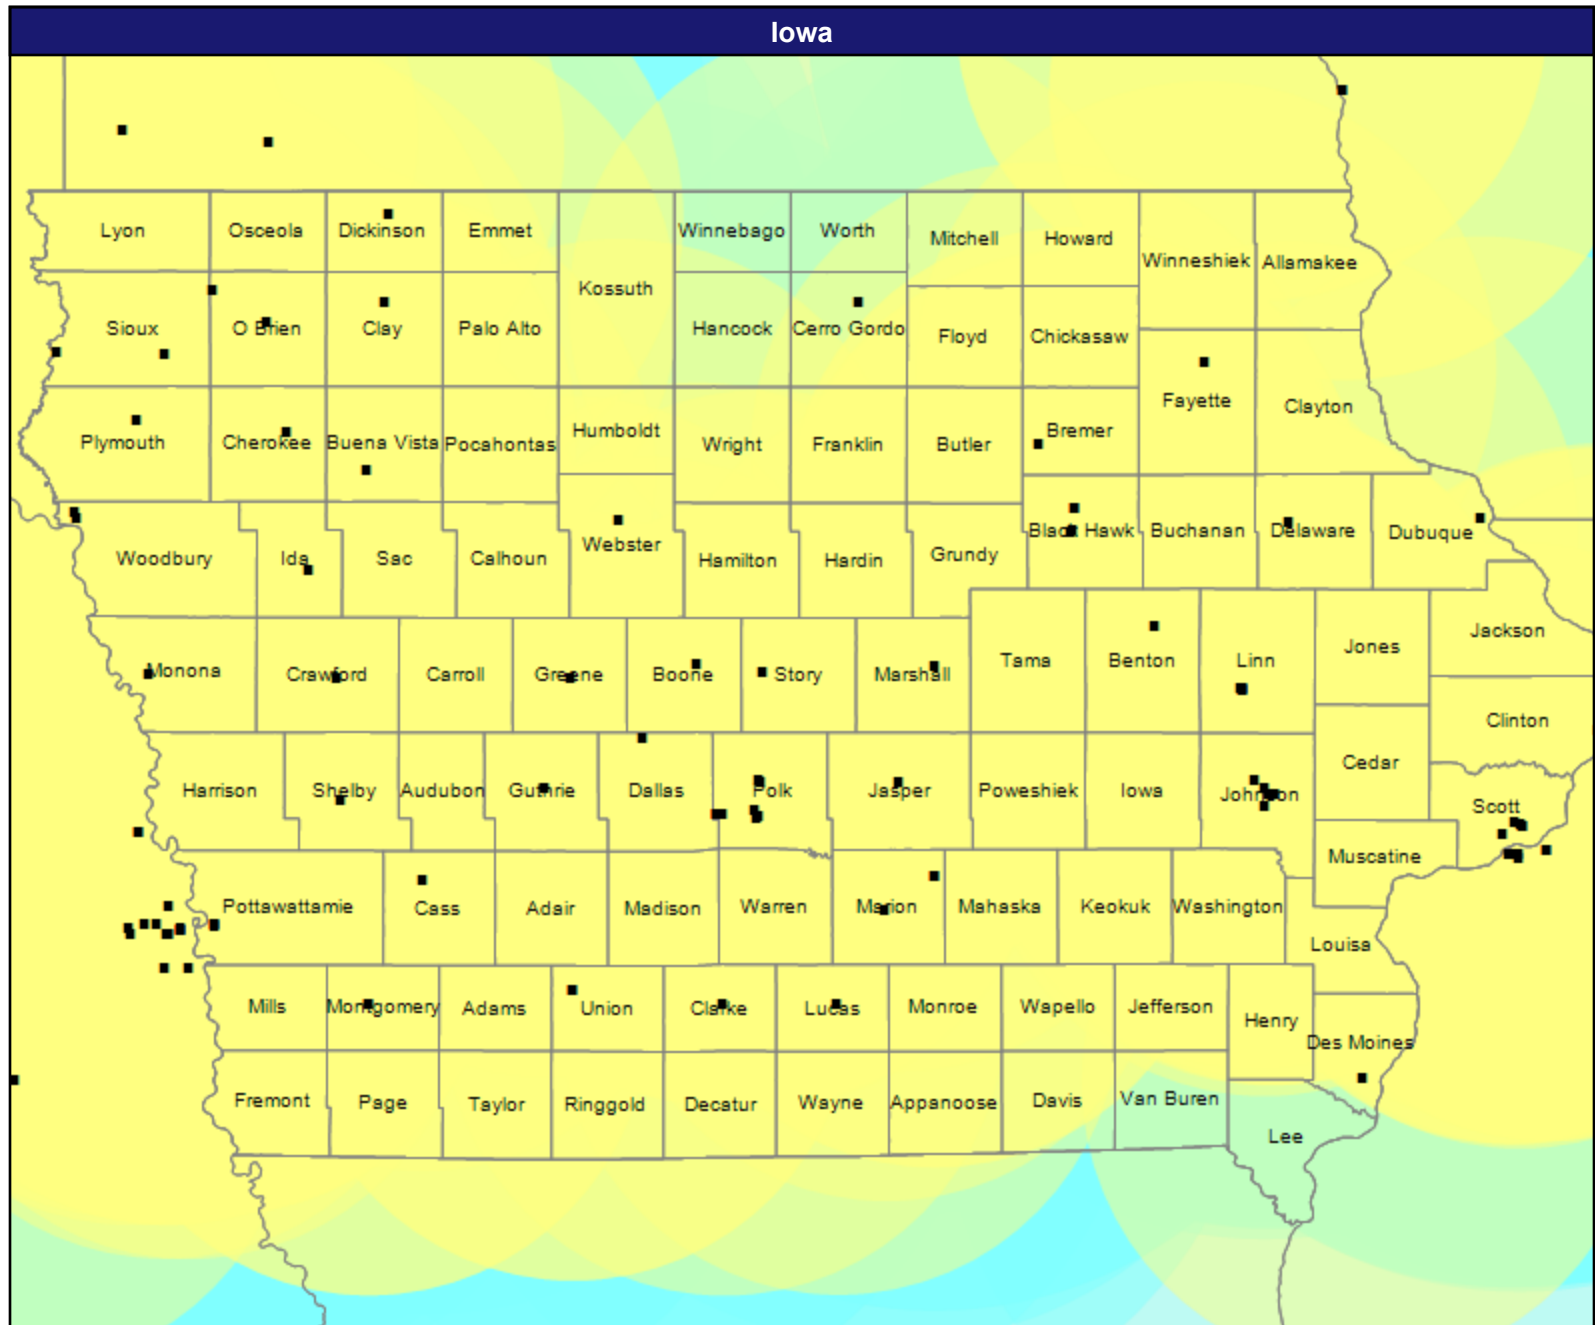 Iowa
Lyon
Osceola
Dickinson
Emmet
Winnebago
Worth
Mitchell
Howard
Winneshiek
Allamakee
Kossuth
Sioux
O Brien
Clay
Palo Alto
Hancock
Cerro Gordo
Floyd
Chickasaw
Fayette
Clayton
Plymouth
Cherokee
Buena Vista
Pocahontas
Humboldt
Wright
Franklin
Butler
Bremer
Woodbury
Ida
Sac
Calhoun
Webster
Hamilton
Hardin
Grundy
Black Hawk
Buchanan
Delaware
Dubuque
Monona
Crawford
Carroll
Greene
Boone
Story
Marshall
Tama
Benton
Linn
Jones
Jackson
Clinton
Harrison
Shelby
Audubon
Guthrie
Dallas
Polk
Jasper
Poweshiek
Iowa
Johnson
Cedar
Scott
Muscatine
Pottawattamie
Cass
Adair
Madison
Warren
Marion
Mahaska
Keokuk
Washington
Louisa
Mills
Montgomery
Adams
Union
Clarke
Lucas
Monroe
Wapello
Jefferson
Henry
Des Moines
Fremont
Page
Taylor
Ringgold
Decatur
Wayne
Appanoose
Davis
Van Buren
Lee